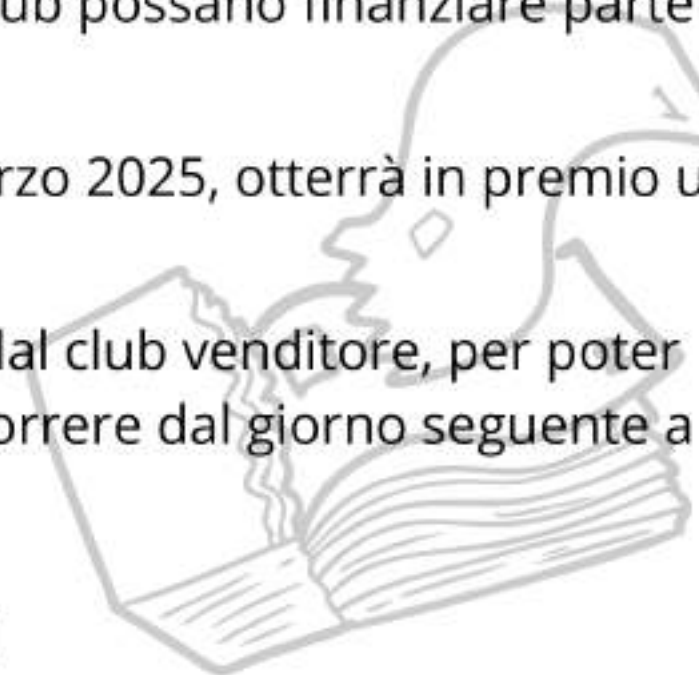 ub possano finanziare parte
rzo 2025, otterrà in premio u
dal club venditore, per poter
orrere dal giorno seguente a